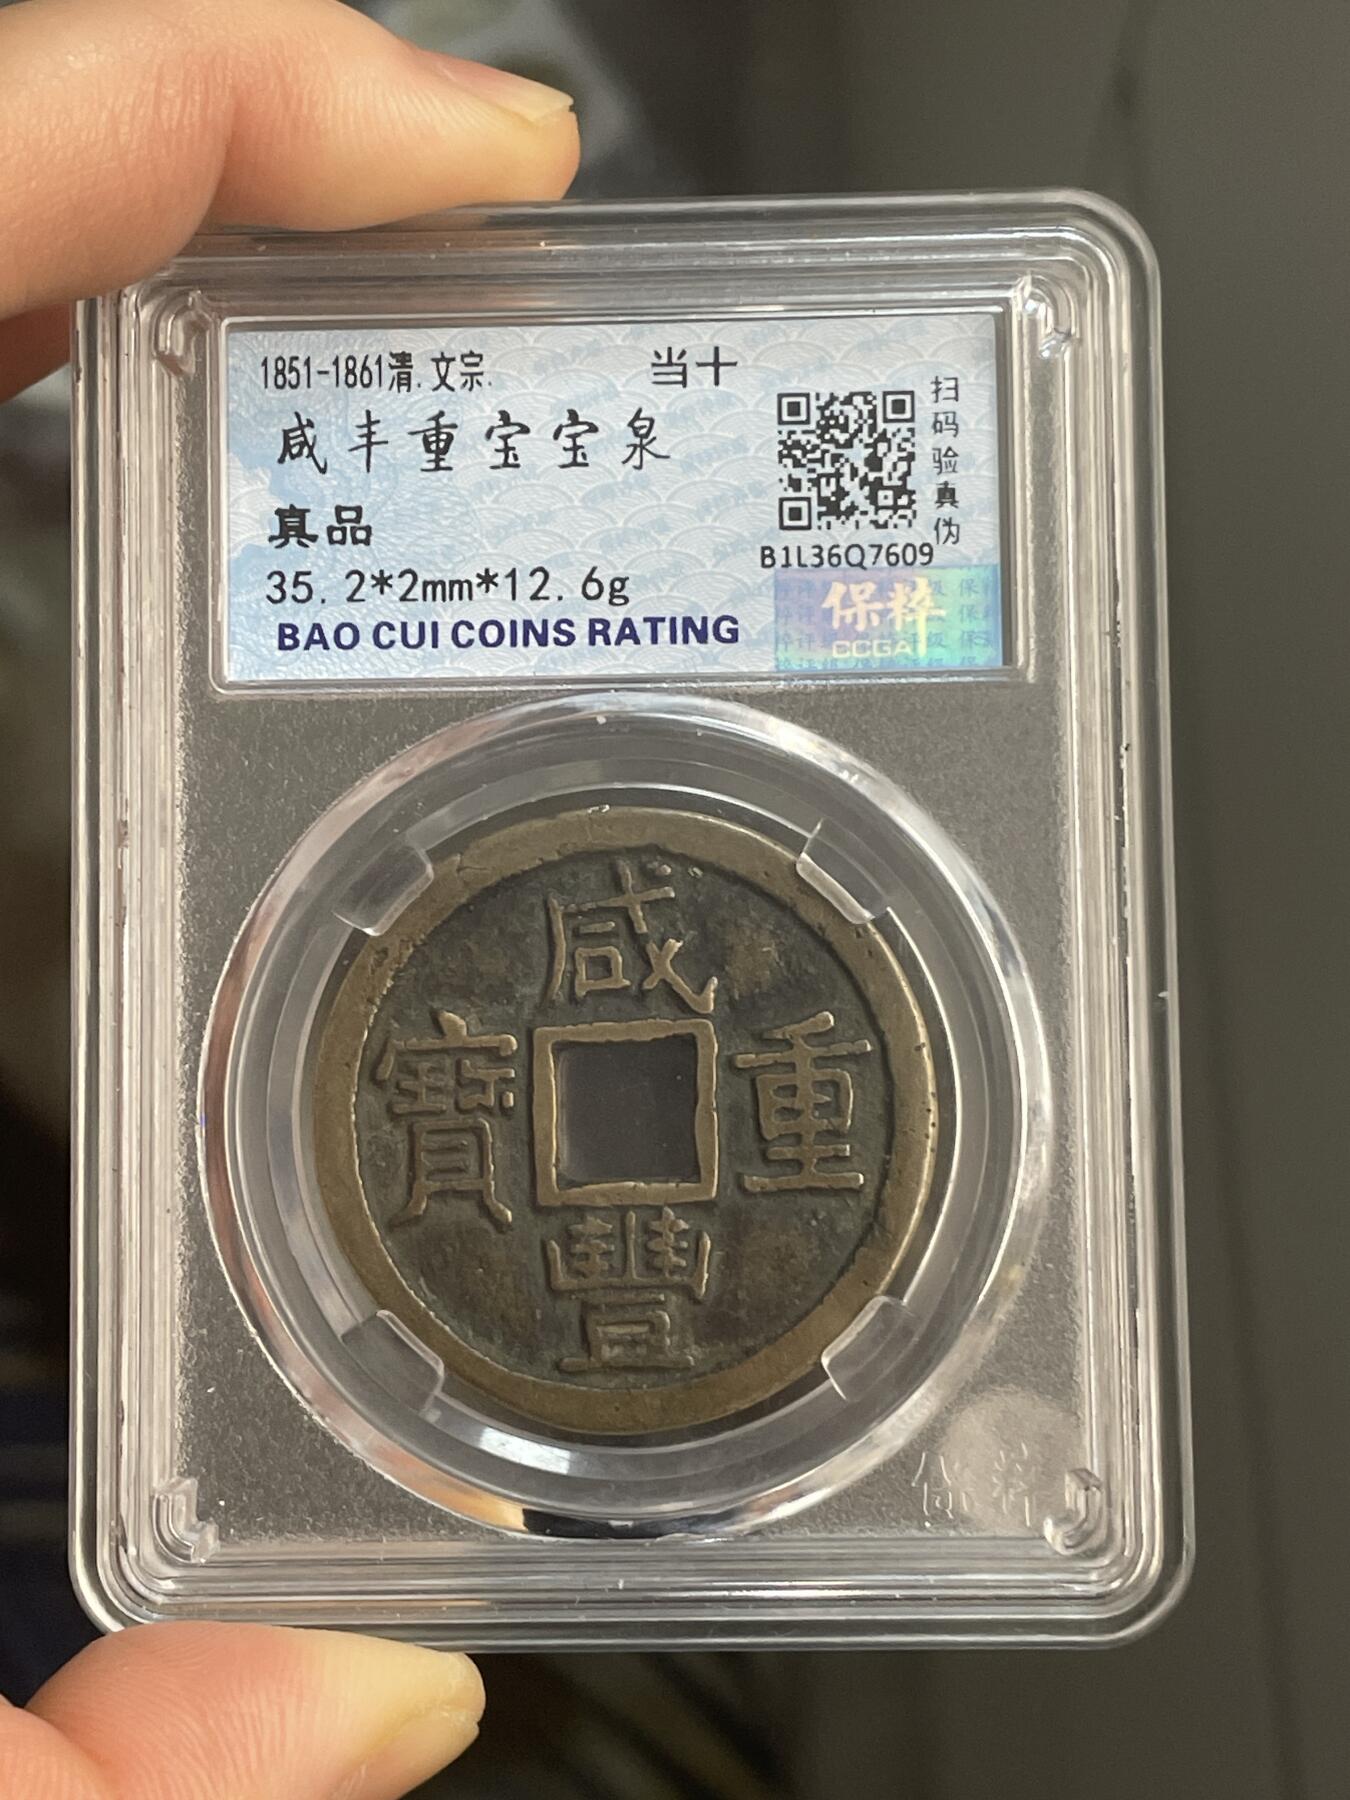 1851-1861清.文宗. 当十
咸丰重宝宝泉
真品
35.2*2mm*12.6g
BAO CUI COINS RATING
扫码验真伪
B1L36Q7609
保粹
CCGA
咸
重
寶
豐
保粹